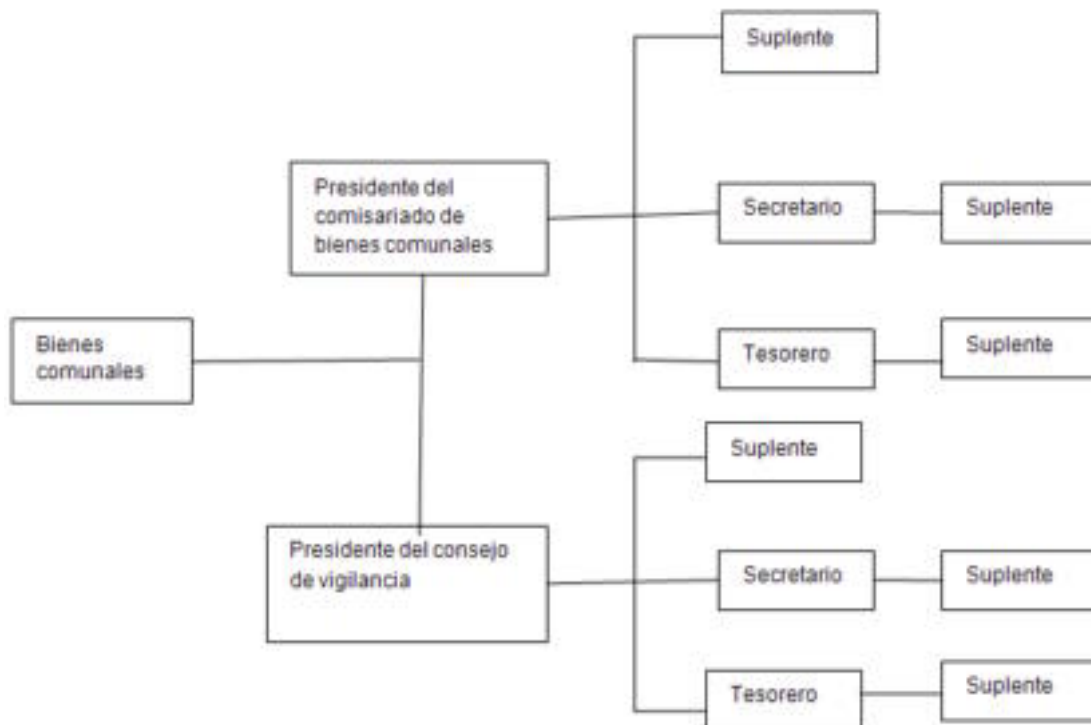 Suplente
Presidente del
comisariado de
bienes comunales
Secretario
Suplente
Bienes
comunales
Tesorero
Suplente
Suplente
Presidente del consejo
de vigilancia
Secretario
Suplente
Tesorero
Suplente